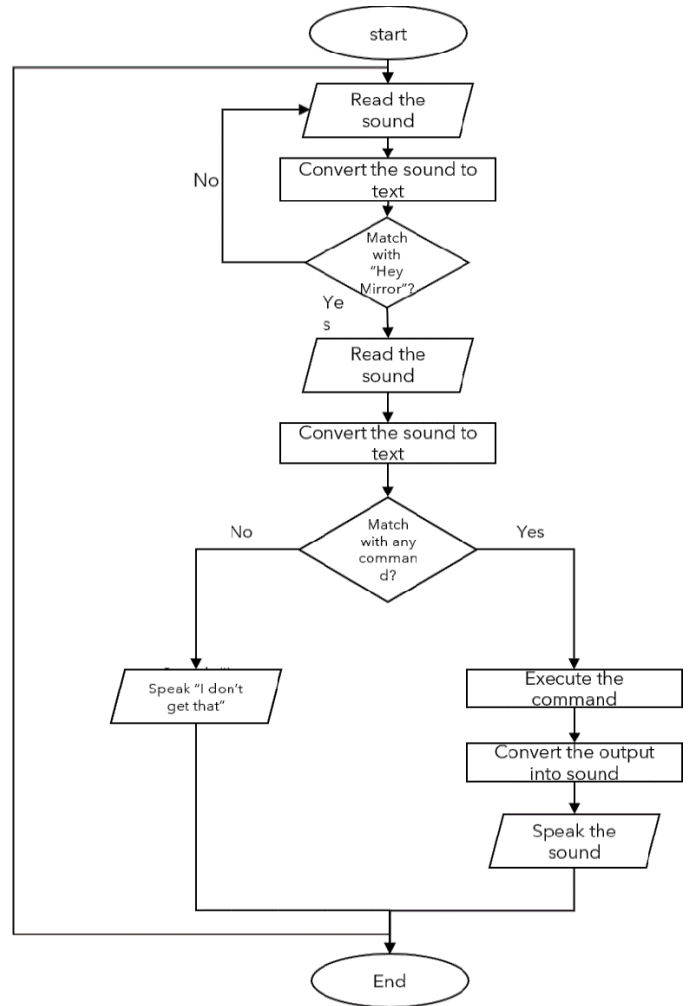 start
Read the
sound
Convert the sound to
text
No
Match
with
"Hey
Mirror"?
Ye
s
Read the
sound
Convert the sound to
text
No
Match
with any
comman
d?
Yes
Speak "I don't
get that"
Execute the
command
Convert the output
into sound
Speak the
sound
End